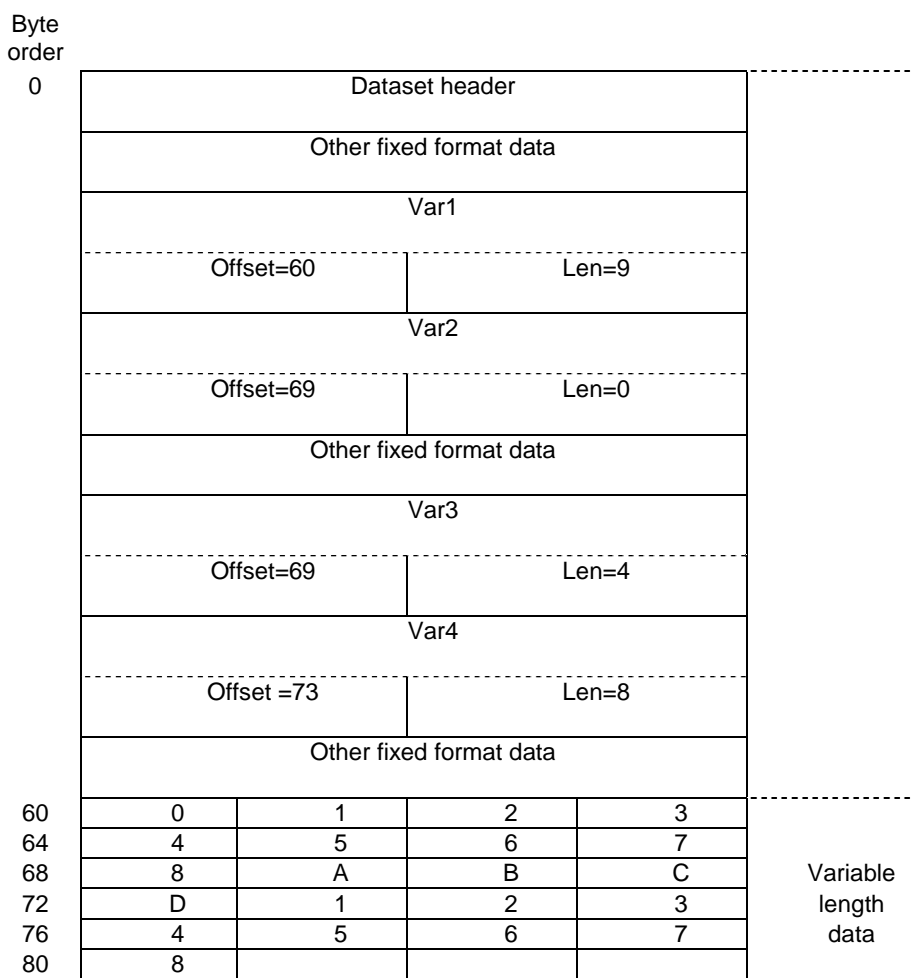 Byte
order
0 Dataset header
Other fixed format data
Var1
Offset=60 Len=9
Var2
Offset=69 Len=0
Other fixed format data
Var3
Offset=69 Len=4
Var4
Offset =73 Len=8
Other fixed format data
60 0 1 2 3
64 4 5 6 7
68 8 A B C Variable
72 D 1 2 3 length
76 4 5 6 7 data
80 8